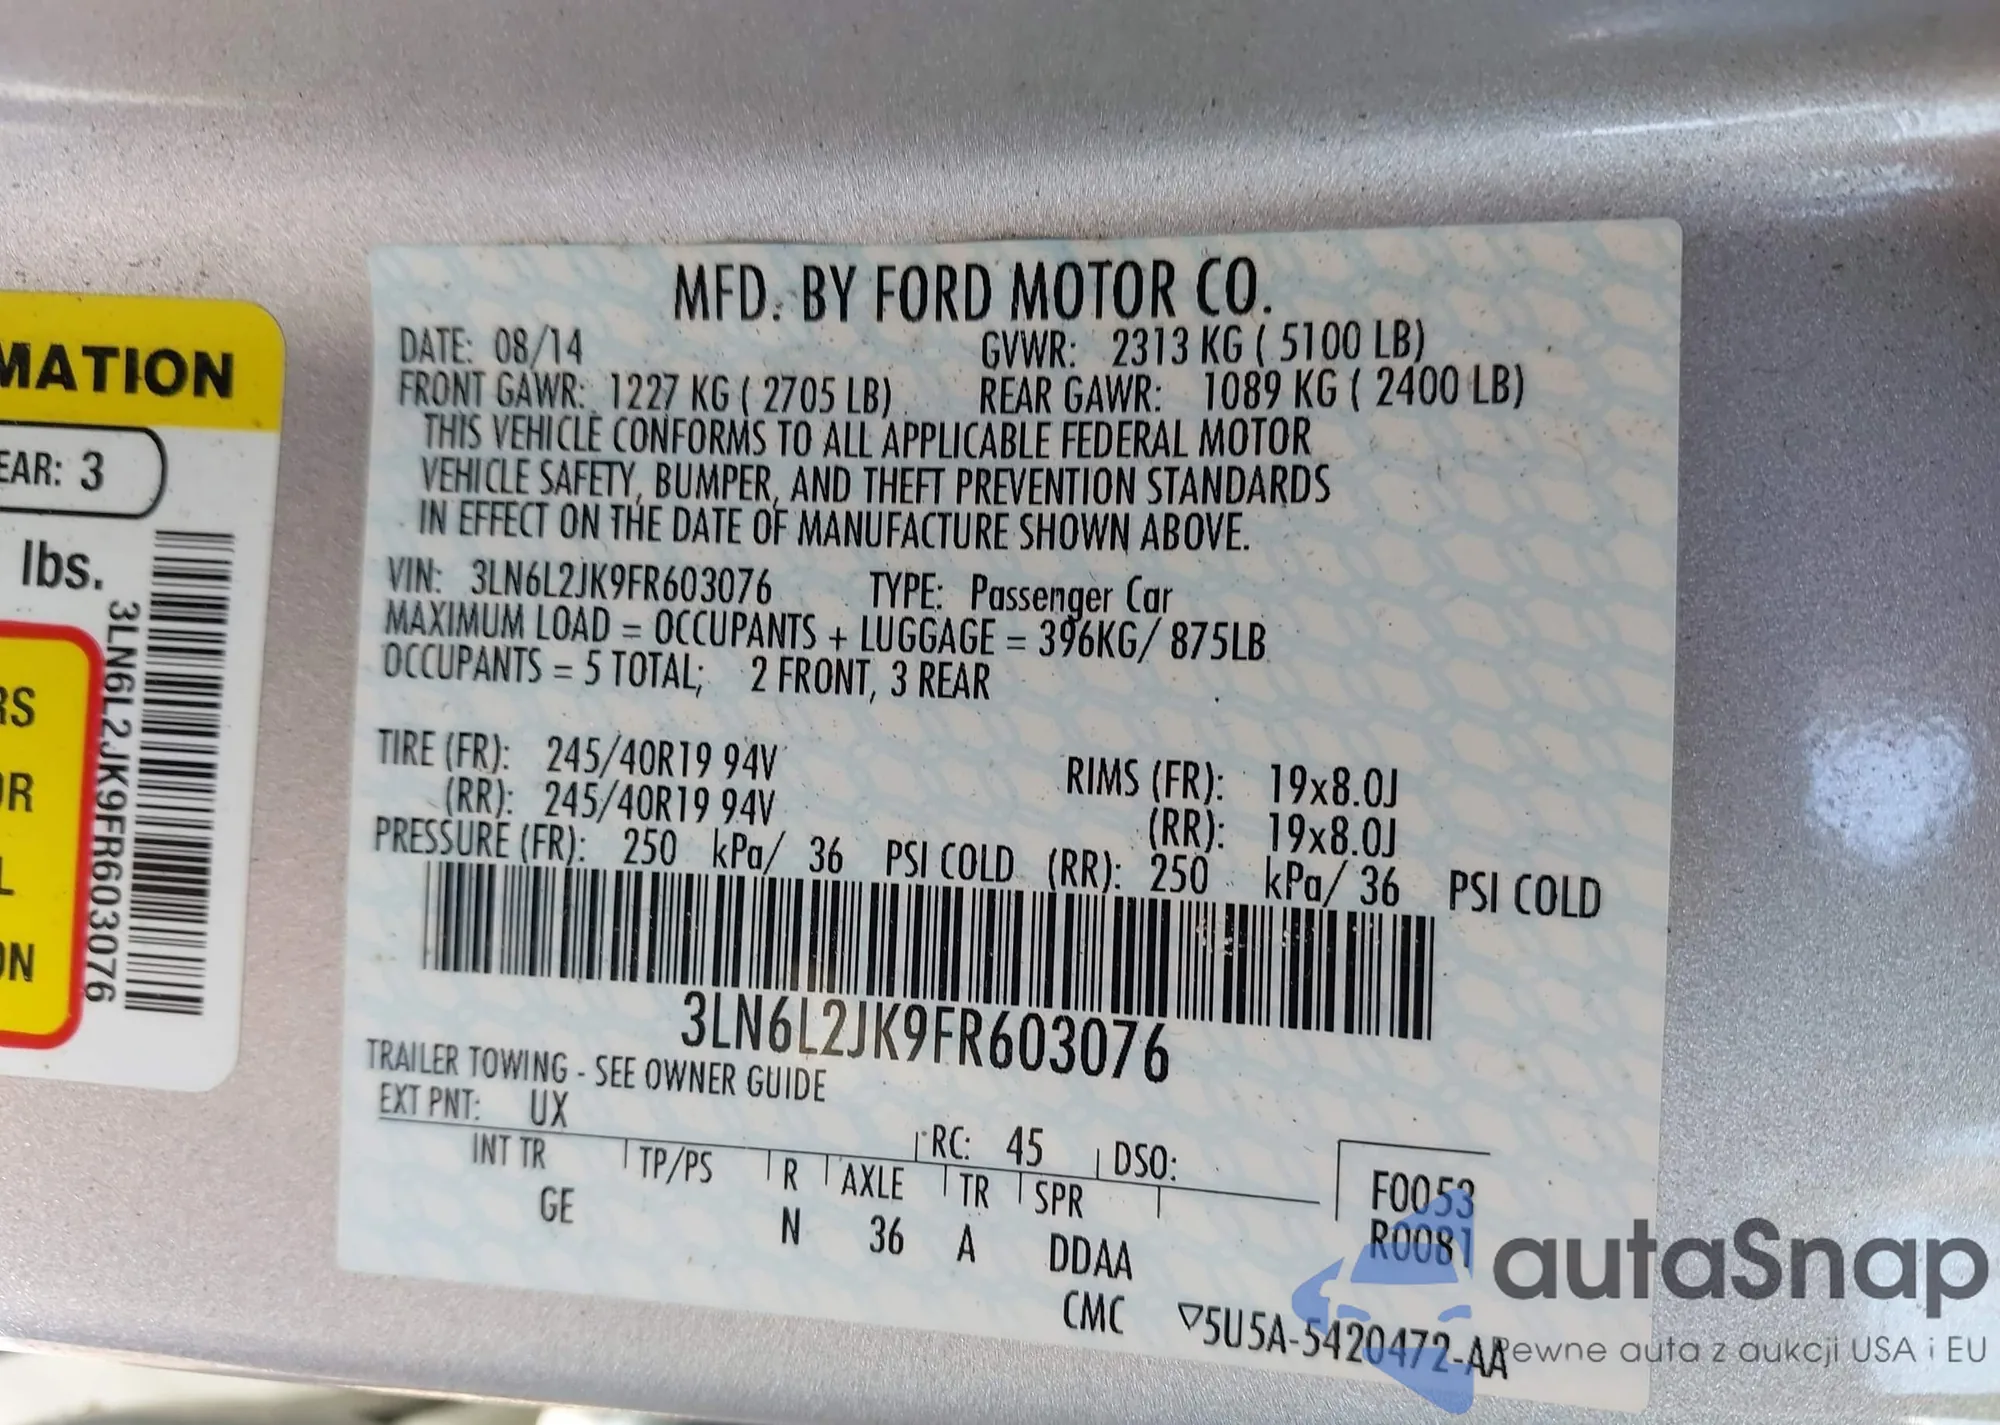 MATION
EAR: 3
lbs.
RS
OR
L
ON
3LN6L2JK9FR603076
MFD. BY FORD MOTOR CO.
DATE: 08/14 GVWR: 2313 KG ( 5100 LB)
FRONT GAWR: 1227 KG ( 2705 LB) REAR GAWR: 1089 KG ( 2400 LB)
THIS VEHICLE CONFORMS TO ALL APPLICABLE FEDERAL MOTOR
VEHICLE SAFETY, BUMPER, AND THEFT PREVENTION STANDARDS
IN EFFECT ON THE DATE OF MANUFACTURE SHOWN ABOVE.
VIN: 3LN6L2JK9FR603076 TYPE: Passenger Car
MAXIMUM LOAD = OCCUPANTS + LUGGAGE = 396KG/ 875LB
OCCUPANTS = 5 TOTAL; 2 FRONT, 3 REAR
TIRE (FR): 245/40R19 94V RIMS (FR): 19x8.0J
(RR): 245/40R19 94V (RR): 19x8.0J
PRESSURE (FR): 250 kPa/ 36 PSI COLD (RR): 250 kPa/ 36 PSI COLD
3LN6L2JK9FR603076
TRAILER TOWING - SEE OWNER GUIDE
EXT PNT: UX RC: 45 DSO:
INT TR TP/PS R AXLE TR SPR F0053
GE N 36 A DDAA R0081
CMC ▽5U5A-5420472-AA
autaSnap
Pewne auta z aukcji USA i EU